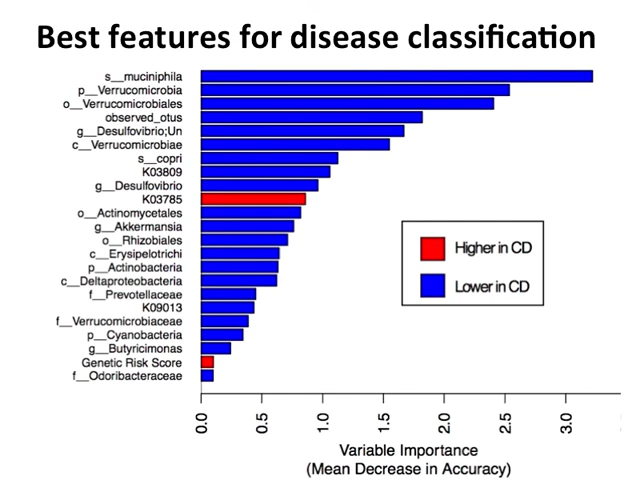 Best features for disease classification
s__muciniphila
p__Verrucomicrobia
o__Verrucomicrobiales
observed_otus
g__Desulfovibrio;Un
c__Verrucomicrobiae
s__copri
K03809
g__Desulfovibrio
K03785
o__Actinomycetales
g__Akkermansia
o__Rhizobiales
c__Erysipelotrichi
p__Actinobacteria
c__Deltaproteobacteria
f__Prevotellaceae
K09013
f__Verrucomicrobiaceae
p__Cyanobacteria
g__Butyricimonas
Genetic Risk Score
f__Odoribacteraceae
Higher in CD
Lower in CD
0.0 0.5 1.0 1.5 2.0 2.5 3.0
Variable Importance
(Mean Decrease in Accuracy)